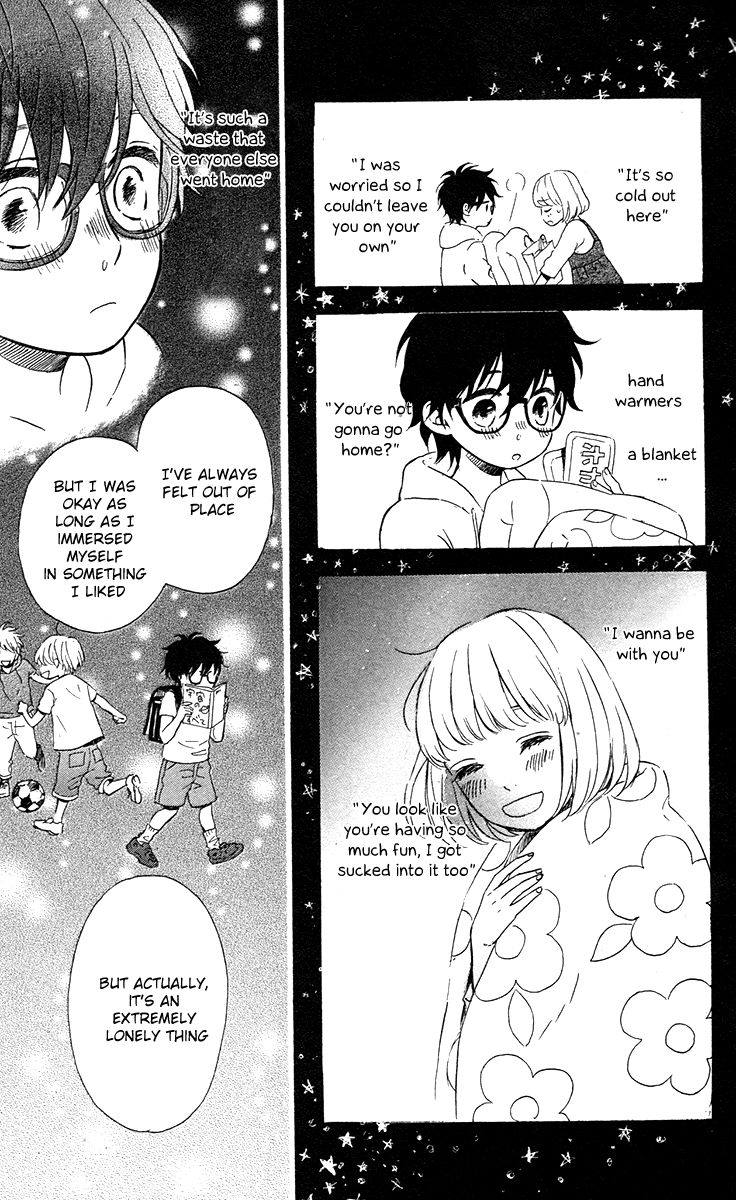 "It's so
cold out
here"
"I was
worried so I
couldn't leave
you on your
own"
hand
warmers
a blanket
...
"You're not
gonna go
home?"
"I wanna be
with you"
"You look like
you're having so
much fun, I got
sucked into it too"
"It's such a
waste that
everyone else
went home"
I'VE ALWAYS
FELT OUT OF
PLACE
BUT I WAS
OKAY AS
LONG AS I
IMMERSED
MYSELF
IN SOMETHING
I LIKED
BUT ACTUALLY,
IT'S AN
EXTREMELY
LONELY THING